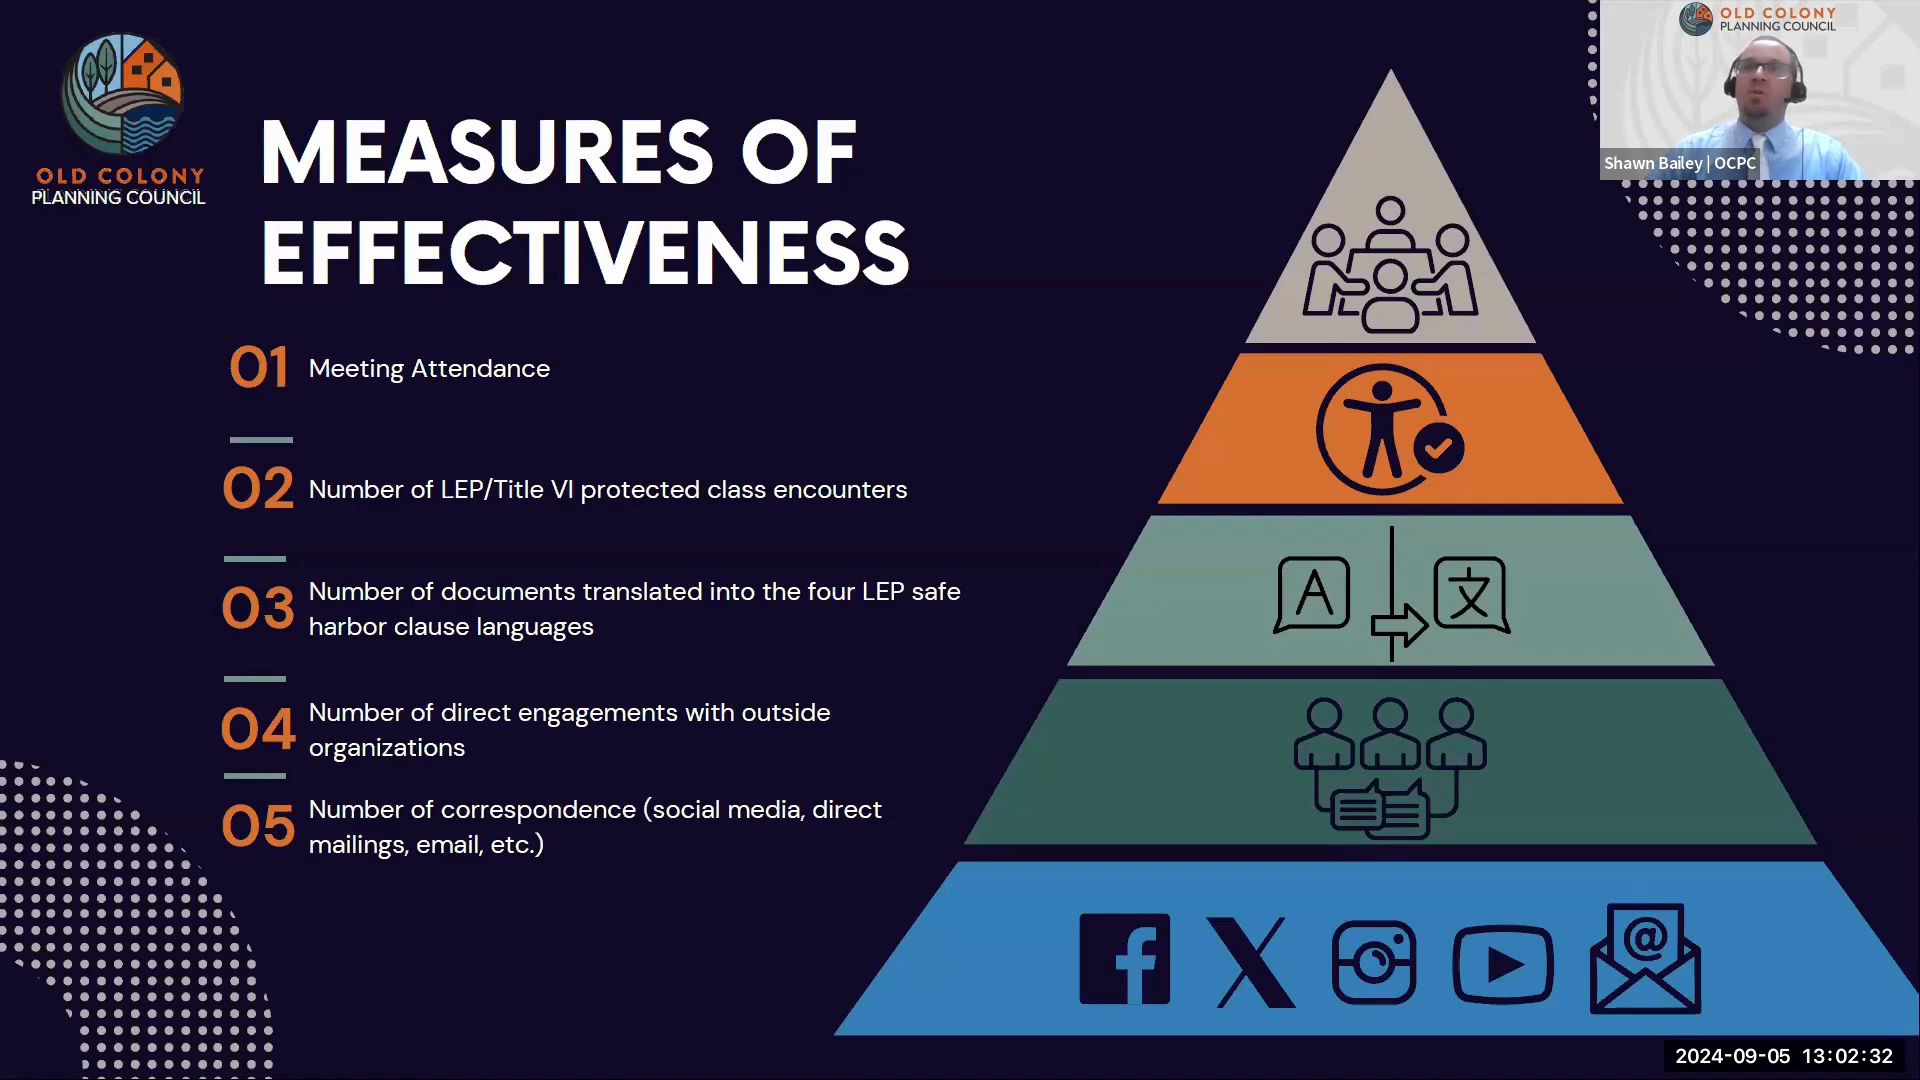 OLD COLONY
PLANNING COUNCIL
MEASURES OF
EFFECTIVENESS
01 Meeting Attendance
02 Number of LEP/Title VI protected class encounters
03 Number of documents translated into the four LEP safe
harbor clause languages
04 Number of direct engagements with outside
organizations
05 Number of correspondence (social media, direct
mailings, email, etc.)
A 文
f X @
OLD COLONY
PLANNING COUNCIL
Shawn Bailey | OCPC
2024-09-05 13:02:32